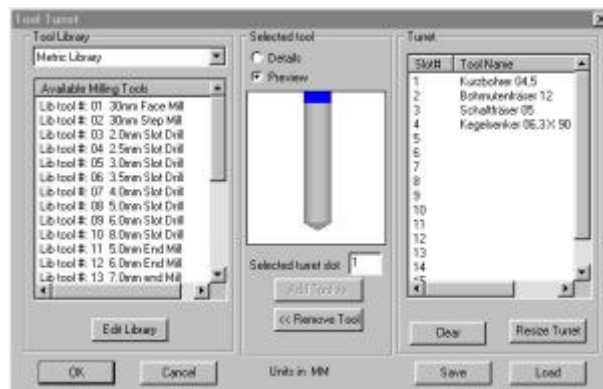 Tool Turret
Tool Library
Metric Library
Available Milling Tools
Lib tool #: 01 30mm Face Mill
Lib tool #: 02 30mm Step Mill
Lib tool #: 03 2.0mm Slot Drill
Lib tool #: 04 2.5mm Slot Drill
Lib tool #: 05 3.0mm Slot Drill
Lib tool #: 06 3.5mm Slot Drill
Lib tool #: 07 4.0mm Slot Drill
Lib tool #: 08 5.0mm Slot Drill
Lib tool #: 09 6.0mm Slot Drill
Lib tool #: 10 8.0mm Slot Drill
Lib tool #: 11 5.0mm End Mill
Lib tool #: 12 6.0mm End Mill
Lib tool #: 13 7.0mm end Mill
Edit Library
Selected tool
Details
Preview
Selected turret slot 1
Add Tool >>
<< Remove Tool
Turret
Slot# Tool Name
1 Kurzbohrer 04,5
2 Bohrnutenfräser 12
3 Schaftfräser 05
4 Kegelsenker 06,3 X 90
5
6
7
8
9
10
11
12
13
14
15
Clear Resize Turret
OK Cancel Units in MM Save Load